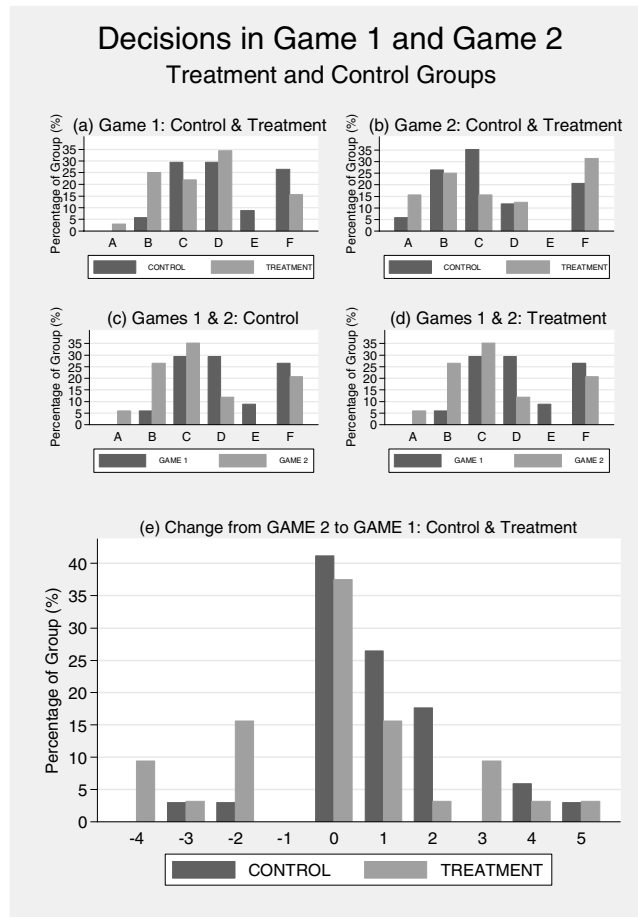 Decisions in Game 1 and Game 2
Treatment and Control Groups
(a) Game 1: Control & Treatment
Percentage of Group (%)
35
30
25
20
15
10
5
0
A B C D E F
CONTROL TREATMENT
(b) Game 2: Control & Treatment
Percentage of Group (%)
35
30
25
20
15
10
5
0
A B C D E F
CONTROL TREATMENT
(c) Games 1 & 2: Control
Percentage of Group (%)
35
30
25
20
15
10
5
0
A B C D E F
GAME 1 GAME 2
(d) Games 1 & 2: Treatment
Percentage of Group (%)
35
30
25
20
15
10
5
0
A B C D E F
GAME 1 GAME 2
(e) Change from GAME 2 to GAME 1: Control & Treatment
Percentage of Group (%)
40
35
30
25
20
15
10
5
0
-4 -3 -2 -1 0 1 2 3 4 5
CONTROL TREATMENT